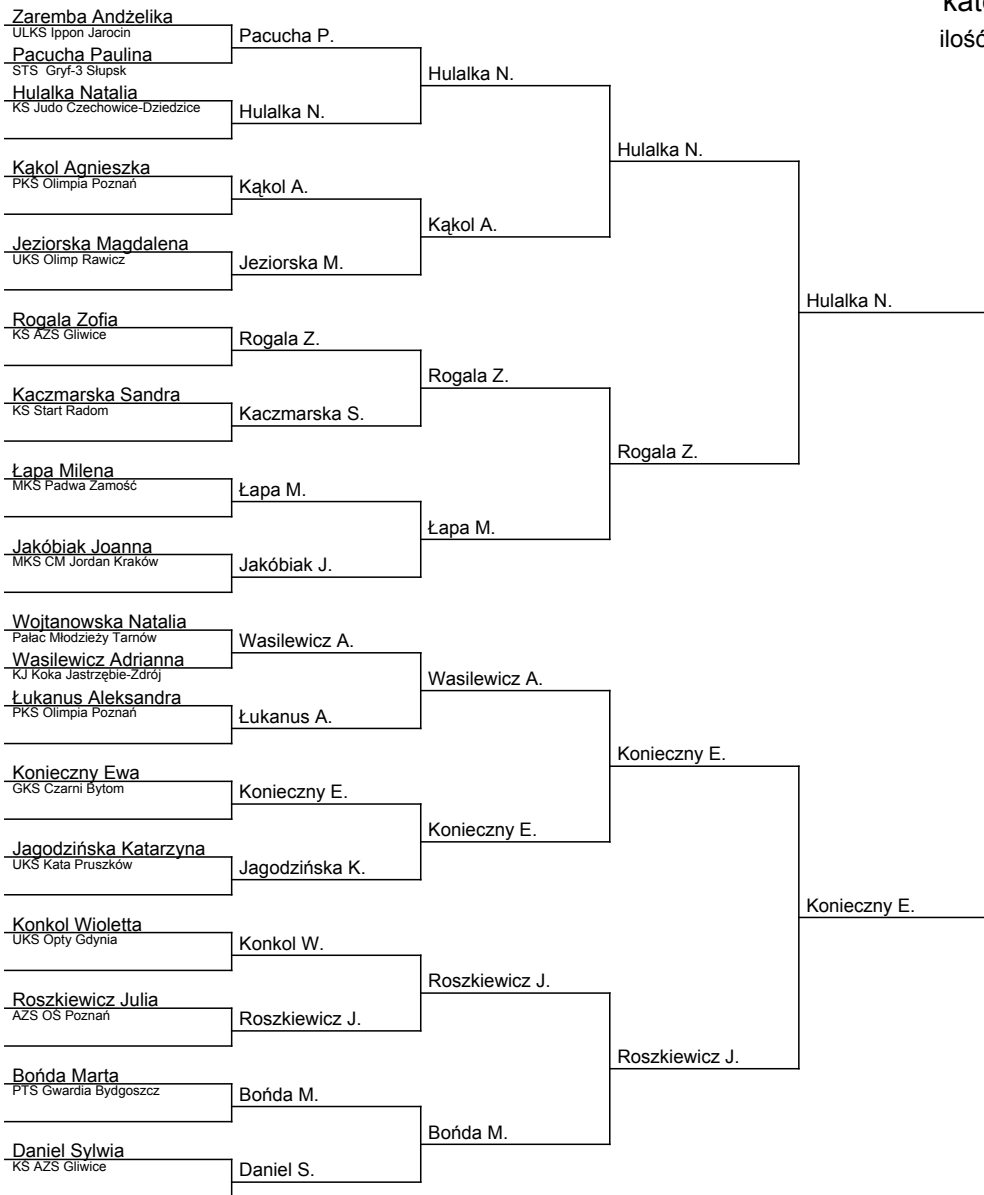 kate
ilość
Zaremba Andżelika
ULKS Ippon Jarocin
Pacucha Paulina
STS Gryf-3 Słupsk
Hulalka Natalia
KS Judo Czechowice-Dziedzice
Kąkol Agnieszka
PKS Olimpia Poznań
Jeziorska Magdalena
UKS Olimp Rawicz
Rogala Zofia
KS AZS Gliwice
Kaczmarska Sandra
KS Start Radom
Łapa Milena
MKS Padwa Zamość
Jakóbiak Joanna
MKS CM Jordan Kraków
Wojtanowska Natalia
Pałac Młodzieży Tarnów
Wasilewicz Adrianna
KJ Koka Jastrzębie-Zdrój
Łukanus Aleksandra
PKS Olimpia Poznań
Konieczny Ewa
GKS Czarni Bytom
Jagodzińska Katarzyna
UKS Kata Pruszków
Konkol Wioletta
UKS Opty Gdynia
Roszkiewicz Julia
AZS OŚ Poznań
Bońda Marta
PTS Gwardia Bydgoszcz
Daniel Sylwia
KS AZS Gliwice
Pacucha P.
Hulalka N.
Kąkol A.
Jeziorska M.
Rogala Z.
Kaczmarska S.
Łapa M.
Jakóbiak J.
Wasilewicz A.
Łukanus A.
Konieczny E.
Jagodzińska K.
Konkol W.
Roszkiewicz J.
Bońda M.
Daniel S.
Hulalka N.
Kąkol A.
Rogala Z.
Łapa M.
Wasilewicz A.
Konieczny E.
Roszkiewicz J.
Bońda M.
Hulalka N.
Rogala Z.
Konieczny E.
Roszkiewicz J.
Hulalka N.
Konieczny E.